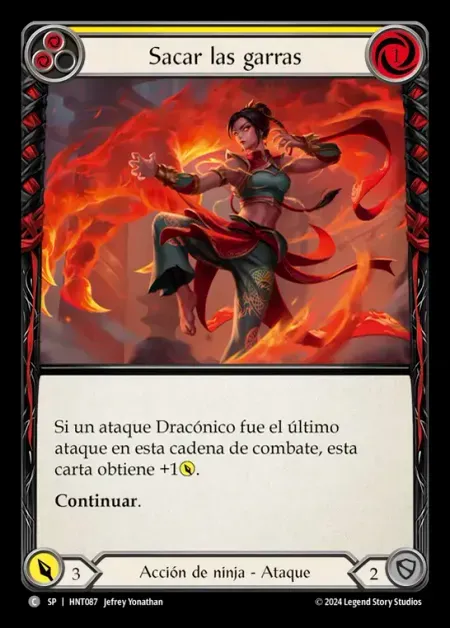 Sacar las garras
1
Si un ataque Dracónico fue el último
ataque en esta cadena de combate, esta
carta obtiene +1.
Continuar.
3
Acción de ninja - Ataque
2
C SP | HNT087 Jefrey Yonathan
© 2024 Legend Story Studios